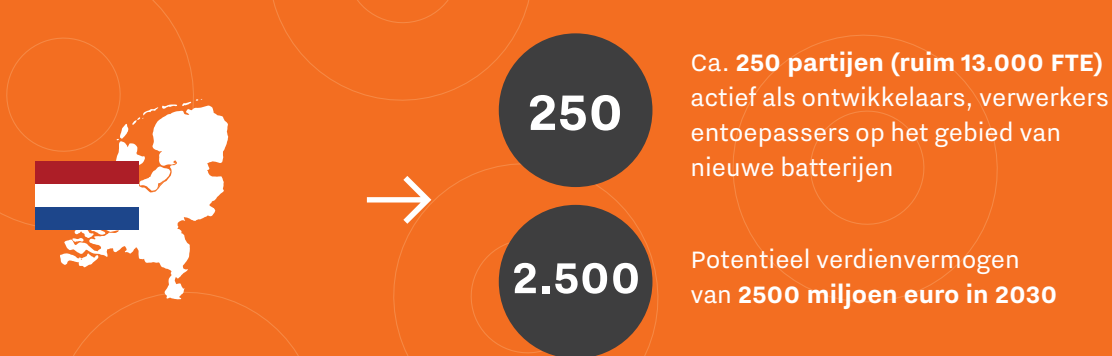 250
Ca. 250 partijen (ruim 13.000 FTE)
actief als ontwikkelaars, verwerkers
entoepassers op het gebied van
nieuwe batterijen
2.500
Potentieel verdienvermogen
van 2500 miljoen euro in 2030